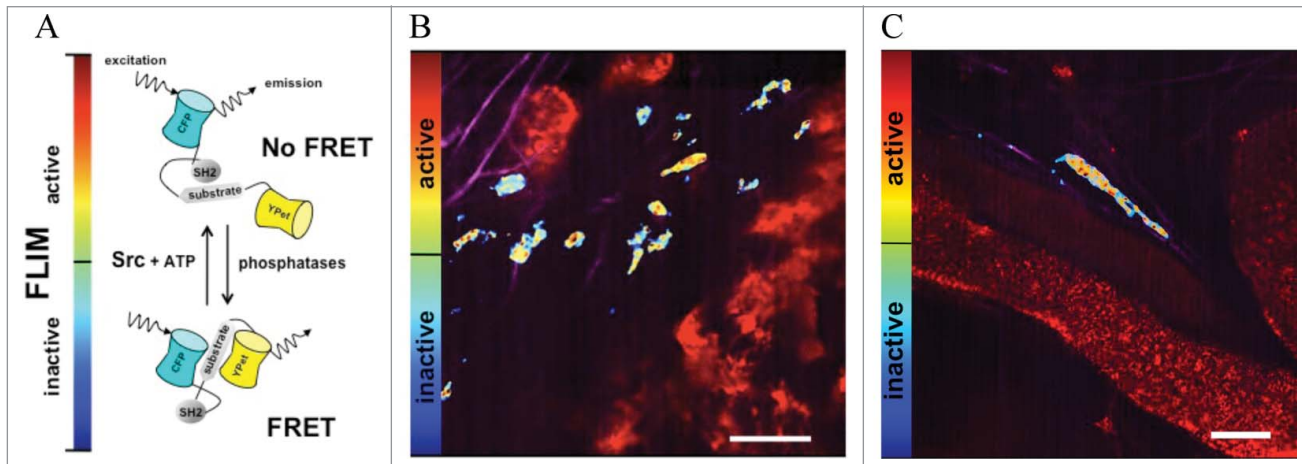 A
FLIM
active
inactive
excitation
emission
CFP
No FRET
SH2
substrate
YPet
Src + ATP
phosphatases
CFP
substrate
YPet
SH2
FRET
B
active
inactive
C
active
inactive